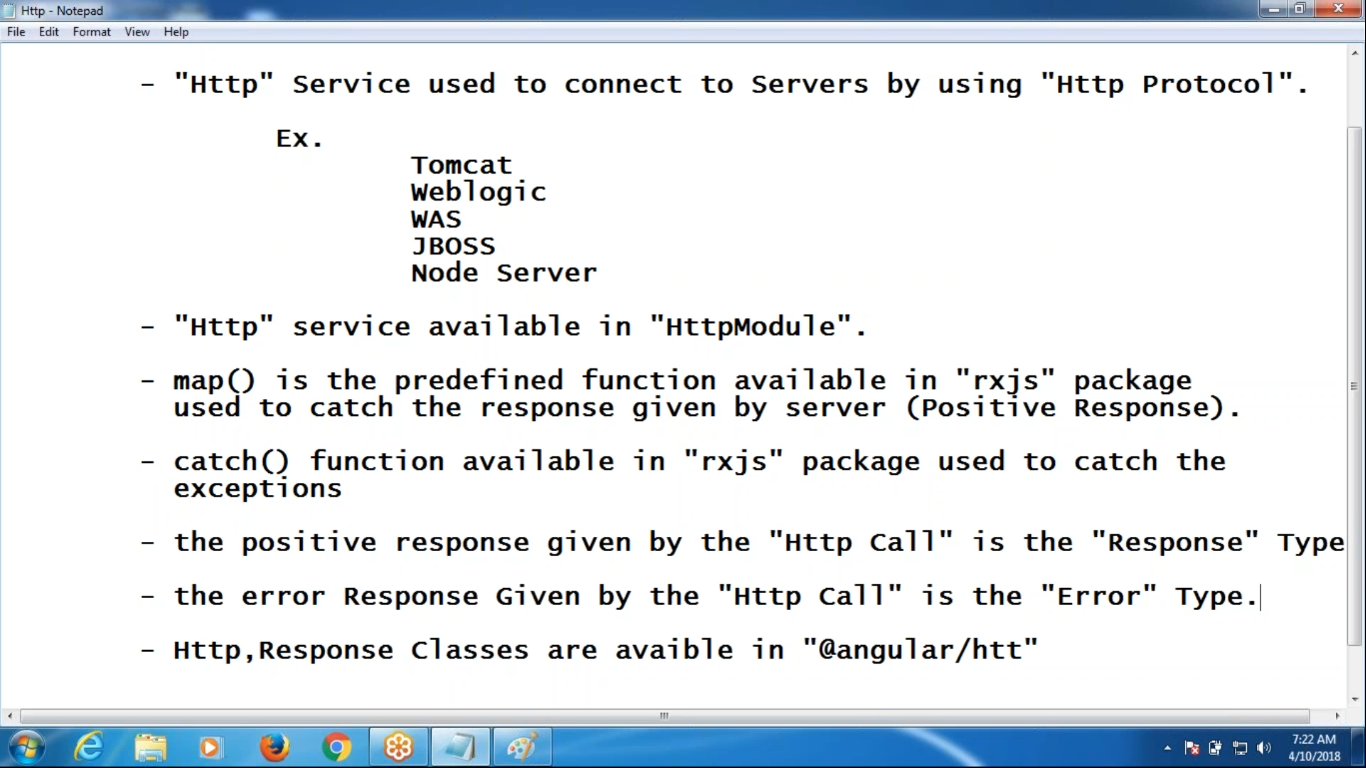 Http - Notepad
File Edit Format View Help
- "Http" Service used to connect to Servers by using "Http Protocol".
Ex.
Tomcat
Weblogic
WAS
JBOSS
Node Server
- "Http" service available in "HttpModule".
- map() is the predefined function available in "rxjs" package
used to catch the response given by server (Positive Response).
- catch() function available in "rxjs" package used to catch the
exceptions
- the positive response given by the "Http Call" is the "Response" Type
- the error Response Given by the "Http Call" is the "Error" Type.
- Http,Response Classes are avaible in "@angular/htt"
7:22 AM
4/10/2018